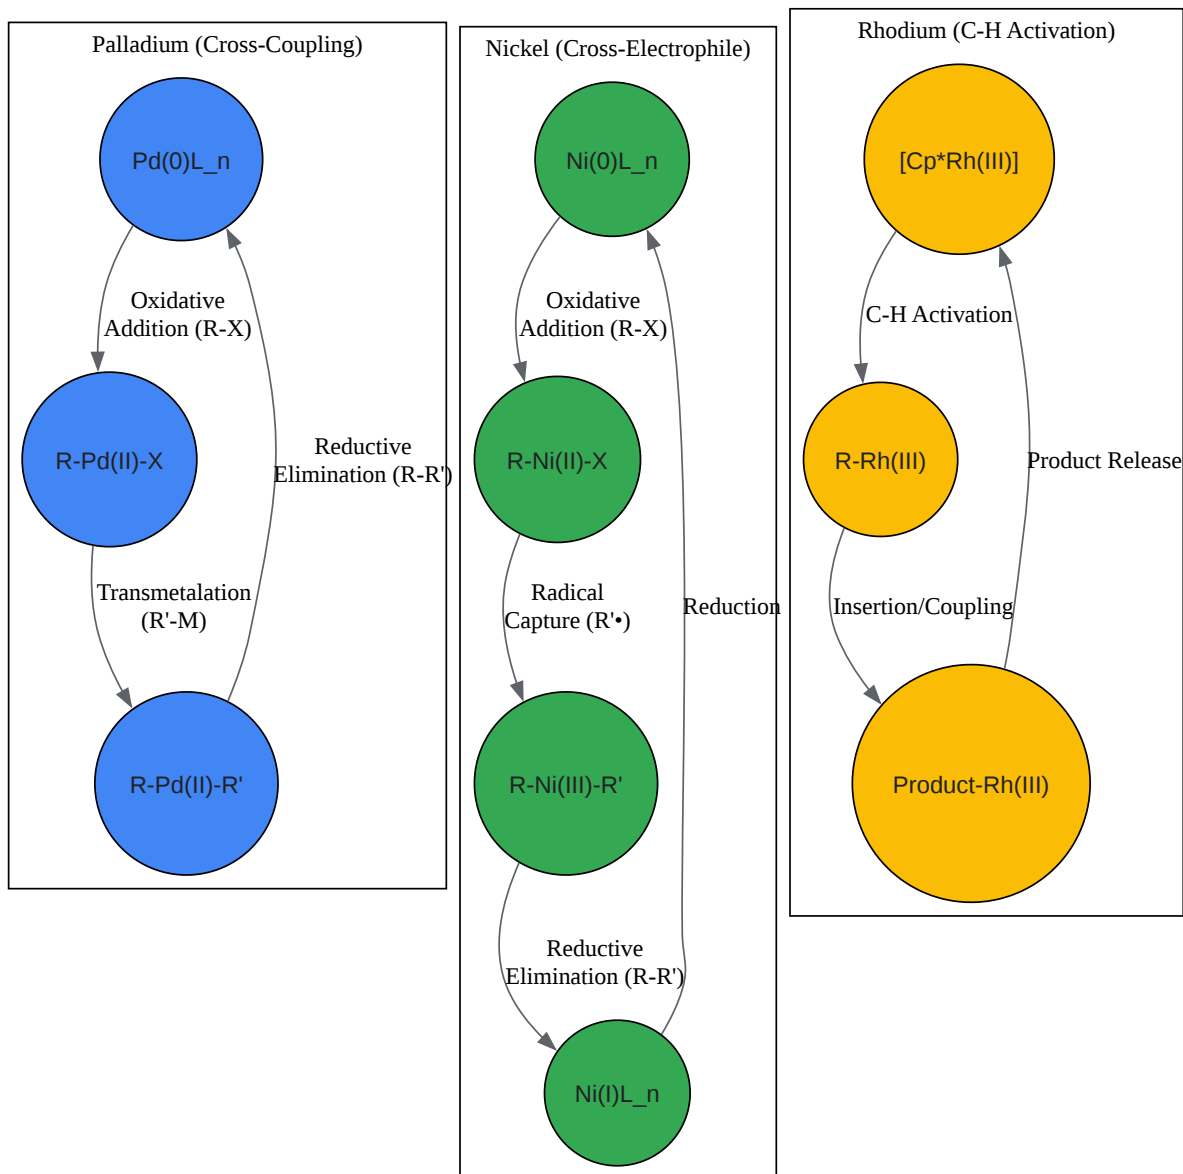 Palladium (Cross-Coupling)
Pd(0)L_n
Oxidative
Addition (R-X)
R-Pd(II)-X
Reductive
Elimination (R-R')
Transmetalation
(R'-M)
R-Pd(II)-R'
Nickel (Cross-Electrophile)
Ni(0)L_n
Oxidative
Addition (R-X)
R-Ni(II)-X
Radical
Capture (R'•)
Reduction
R-Ni(III)-R'
Reductive
Elimination (R-R')
Ni(I)L_n
Rhodium (C-H Activation)
[Cp*Rh(III)]
C-H Activation
R-Rh(III)
Product Release
Insertion/Coupling
Product-Rh(III)